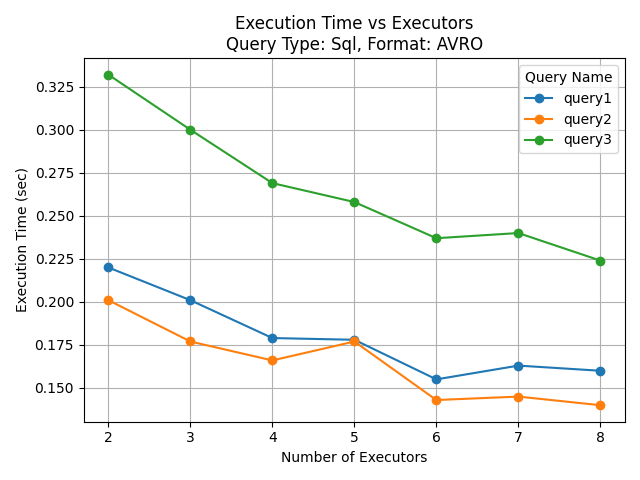 Execution Time vs Executors
Query Type: Sql, Format: AVRO
Query Name
query1
query2
query3
Execution Time (sec)
0.325
0.300
0.275
0.250
0.225
0.200
0.175
0.150
2 3 4 5 6 7 8
Number of Executors